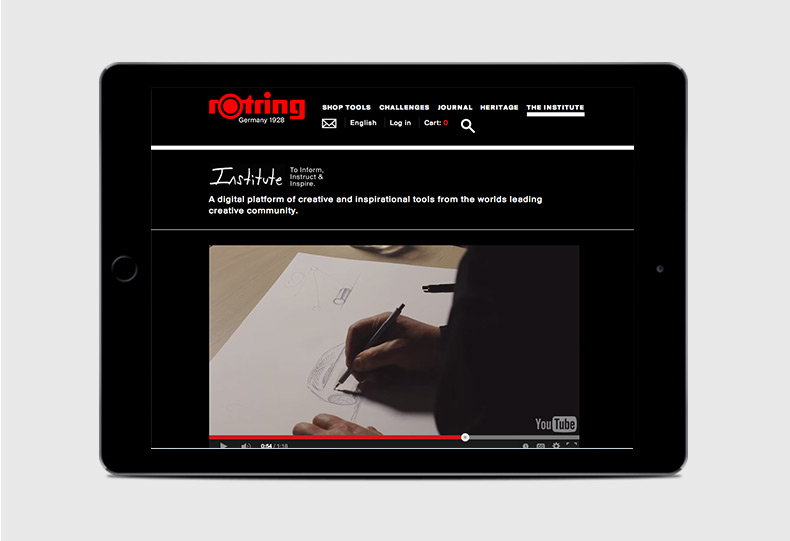 rotring
Germany 1928
SHOP TOOLS CHALLENGES JOURNAL HERITAGE THE INSTITUTE
English Log in Cart: 0
Institute
To Inform,
Instruct &
Inspire.
A digital platform of creative and inspirational tools from the worlds leading
creative community.
YouTube
0:54 / 1:18